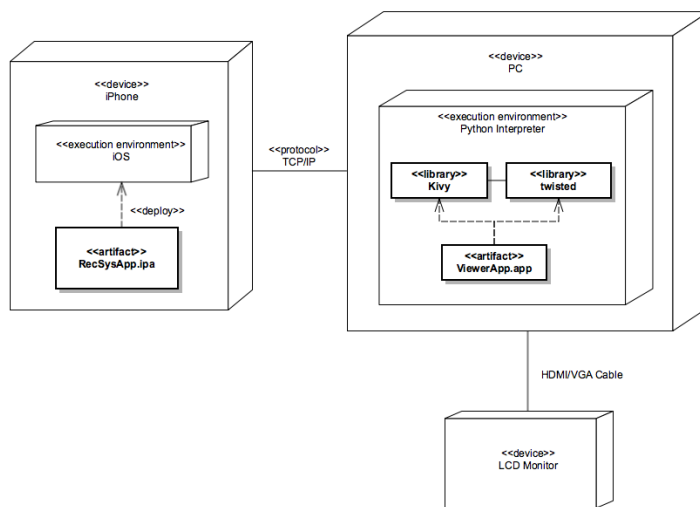 <<device>>
iPhone
<<execution environment>>
iOS
<<deploy>>
<<artifact>>
RecSysApp.ipa
<<protocol>>
TCP/IP
<<device>>
PC
<<execution environment>>
Python Interpreter
<<library>>
Kivy
<<library>>
twisted
<<artifact>>
ViewerApp.app
HDMI/VGA Cable
<<device>>
LCD Monitor